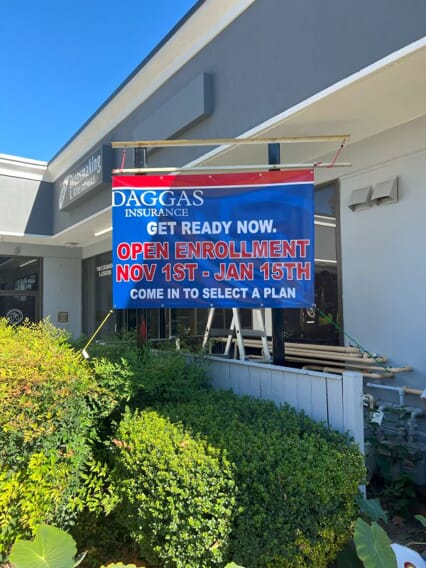 DAGGAS
INSURANCE
GET READY NOW.
OPEN ENROLLMENT
NOV 1ST - JAN 15TH
COME IN TO SELECT A PLAN